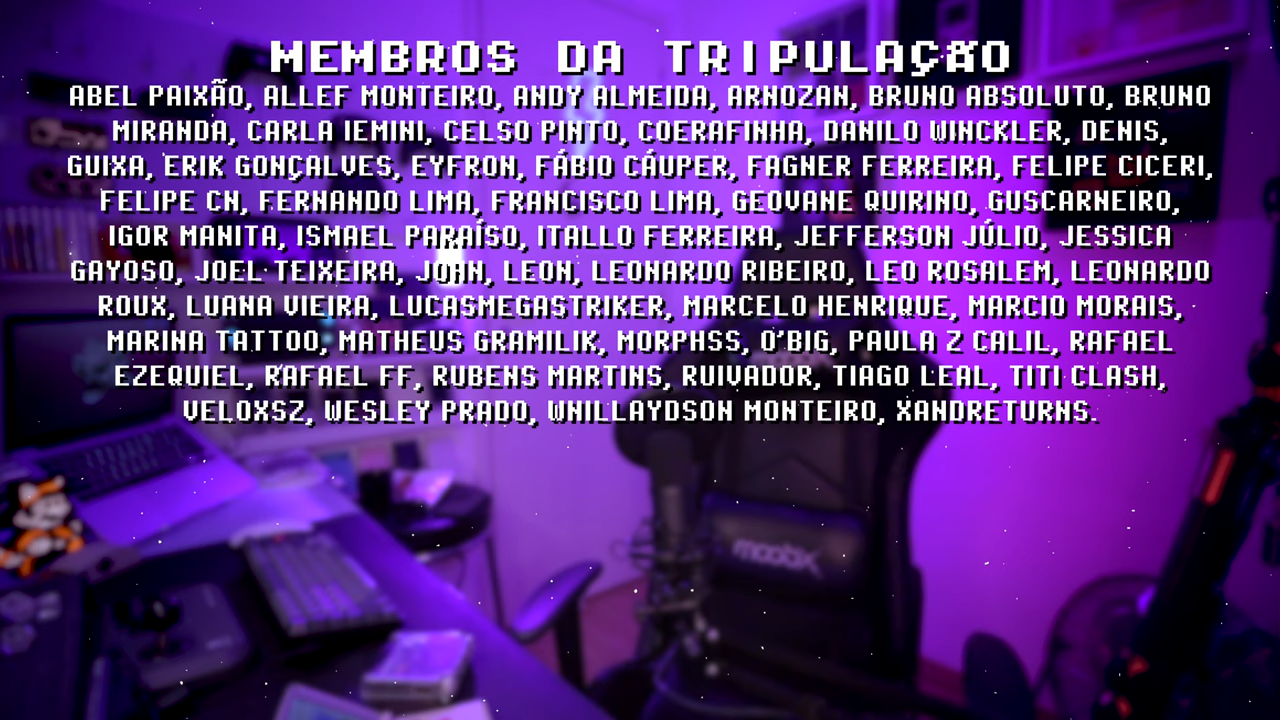 MEMBROS DA TRIPULAÇÃO
ABEL PAIXÃO, ALLEF MONTEIRO, ANDY ALMEIDA, ARNOZAN, BRUNO ABSOLUTO, BRUNO
MIRANDA, CARLA IEMINI, CELSO PINTO, COERAFINHA, DANILO WINCKLER, DENIS,
GUIXA, ERIK GONÇALVES, EYFRON, FÁBIO CÁUPER, FAGNER FERREIRA, FELIPE CICERI,
FELIPE CN, FERNANDO LIMA, FRANCISCO LIMA, GEOVANE QUIRINO, GUSCARNEIRO,
IGOR MANITA, ISMAEL PARAÍSO, ITALLO FERREIRA, JEFFERSON JÚLIO, JESSICA
GAYOSO, JOEL TEIXEIRA, JOHN, LEON, LEONARDO RIBEIRO, LEO ROSALEM, LEONARDO
ROUX, LUANA VIEIRA, LUCASMEGASTRIKER, MARCELO HENRIQUE, MARCIO MORAIS,
MARINA TATTOO, MATHEUS GRAMILIK, MORPHSS, O'BIG, PAULA Z CALIL, RAFAEL
EZEQUIEL, RAFAEL FF, RUBENS MARTINS, RUIVADOR, TIAGO LEAL, TITI CLASH,
VELOXSZ, WESLEY PRADO, WNILLAYDSON MONTEIRO, XANDRETURNS.
moobx